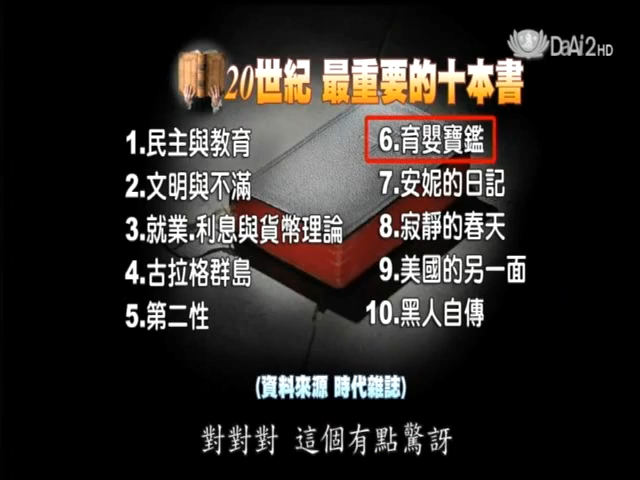 DaAi2HD
20世紀 最重要的十本書
1.民主與教育
2.文明與不滿
3.就業.利息與貨幣理論
4.古拉格群島
5.第二性
6.育嬰寶鑑
7.安妮的日記
8.寂靜的春天
9.美國的另一面
10.黑人自傳
(資料來源 時代雜誌)
對對對 這個有點驚訝